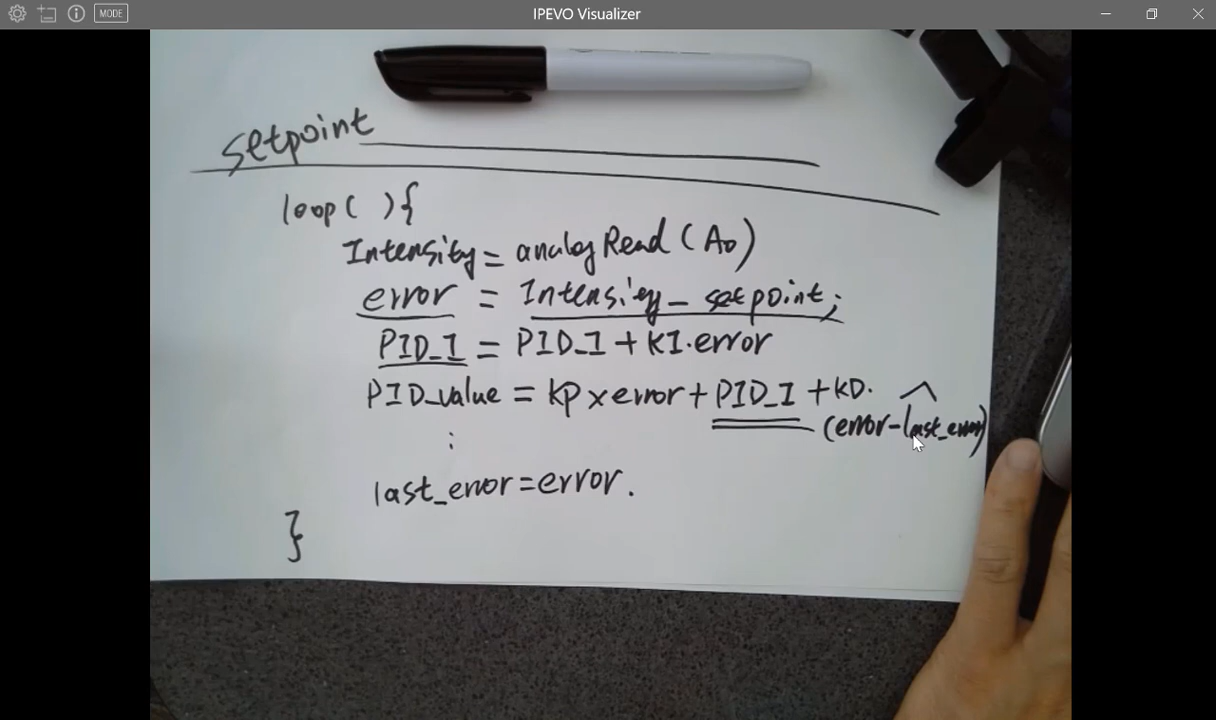 MODE
IPEVO Visualizer
setpoint
loop( ){
Intensity = analogRead (A0)
error = Intensity - setpoint;
PID_I = PID_I + KI·error
PID_value = KP × error + PID_I + KD·
(error-last_error)
:
last_error = error.
}